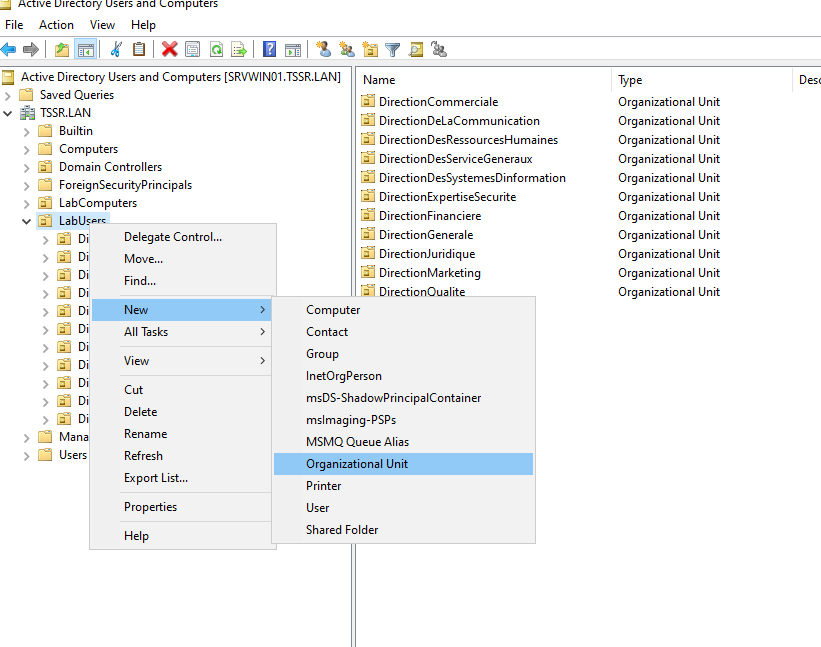 Active Directory Users and Computers
File Action View Help
Active Directory Users and Computers [SRVWIN01.TSSR.LAN]
Saved Queries
TSSR.LAN
Builtin
Computers
Domain Controllers
ForeignSecurityPrincipals
LabComputers
LabUsers
Di
Di
Di
Di
Di
Di
Di
Di
Di
Di
Di
Mana
Users
Name Type Desc
DirectionCommerciale Organizational Unit
DirectionDeLaCommunication Organizational Unit
DirectionDesRessourcesHumaines Organizational Unit
DirectionDesServiceGeneraux Organizational Unit
DirectionDesSystemesDinformation Organizational Unit
DirectionExpertiseSecurite Organizational Unit
DirectionFinanciere Organizational Unit
DirectionGenerale Organizational Unit
DirectionJuridique Organizational Unit
DirectionMarketing Organizational Unit
DirectionQualite Organizational Unit
Delegate Control...
Move...
Find...
New
All Tasks
View
Cut
Delete
Rename
Refresh
Export List...
Properties
Help
Computer
Contact
Group
InetOrgPerson
msDS-ShadowPrincipalContainer
msImaging-PSPs
MSMQ Queue Alias
Organizational Unit
Printer
User
Shared Folder